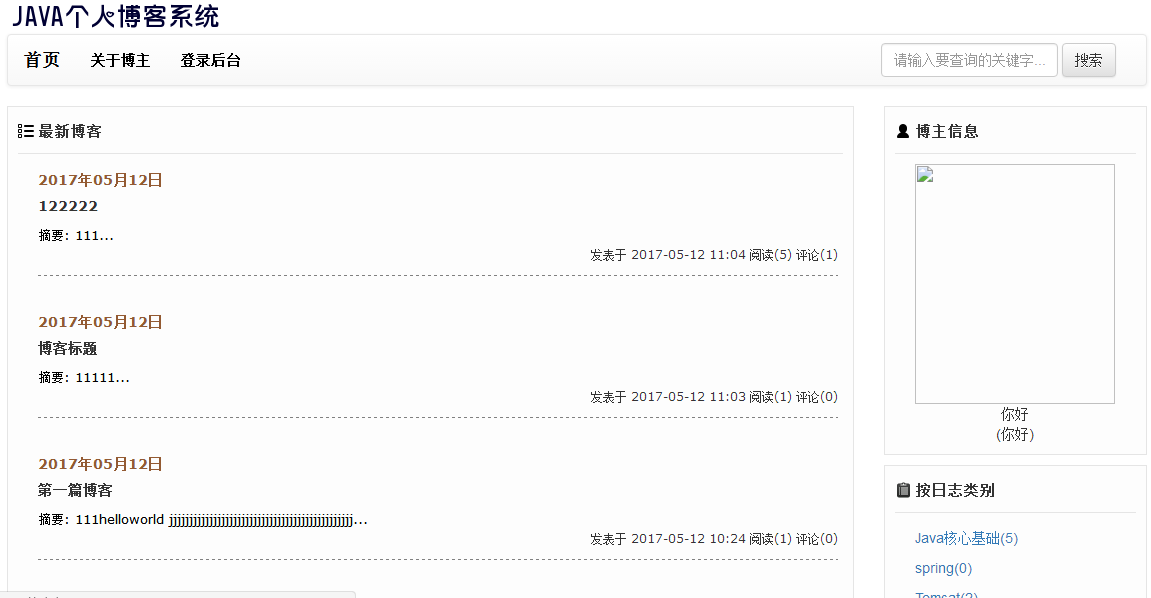 JAVA个人博客系统
首页 关于博主 登录后台 请输入要查询的关键字... 搜索
最新博客
2017年05月12日
122222
摘要：111...
发表于 2017-05-12 11:04 阅读(5) 评论(1)
2017年05月12日
博客标题
摘要：11111...
发表于 2017-05-12 11:03 阅读(1) 评论(0)
2017年05月12日
第一篇博客
摘要：111helloworld jjjjjjjjjjjjjjjjjjjjjjjjjjjjjjjjjjjjjjjjjjjjjj...
发表于 2017-05-12 10:24 阅读(1) 评论(0)
博主信息
你好
(你好)
按日志类别
Java核心基础(5)
spring(0)
Tomcat(2)